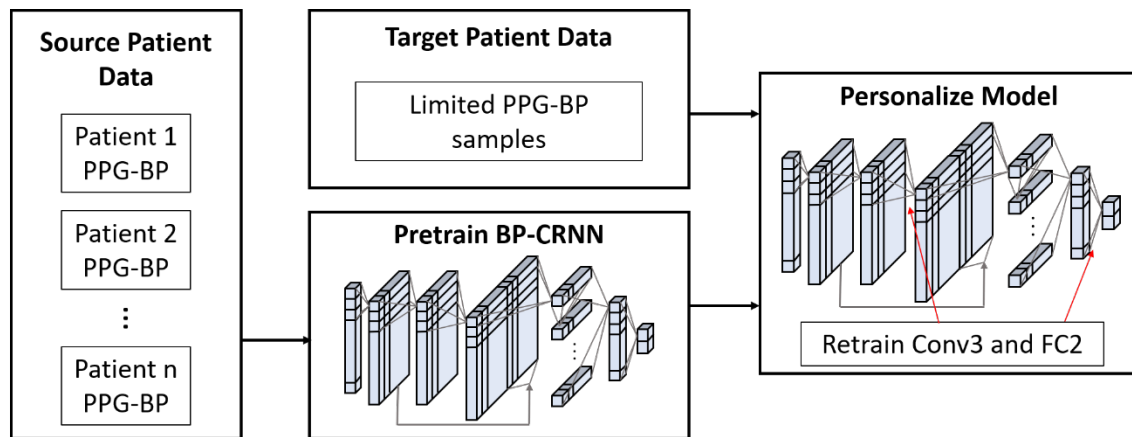 Source Patient
Data
Patient 1
PPG-BP
Patient 2
PPG-BP
⋮
Patient n
PPG-BP
Target Patient Data
Limited PPG-BP
samples
Pretrain BP-CRNN
Personalize Model
Retrain Conv3 and FC2